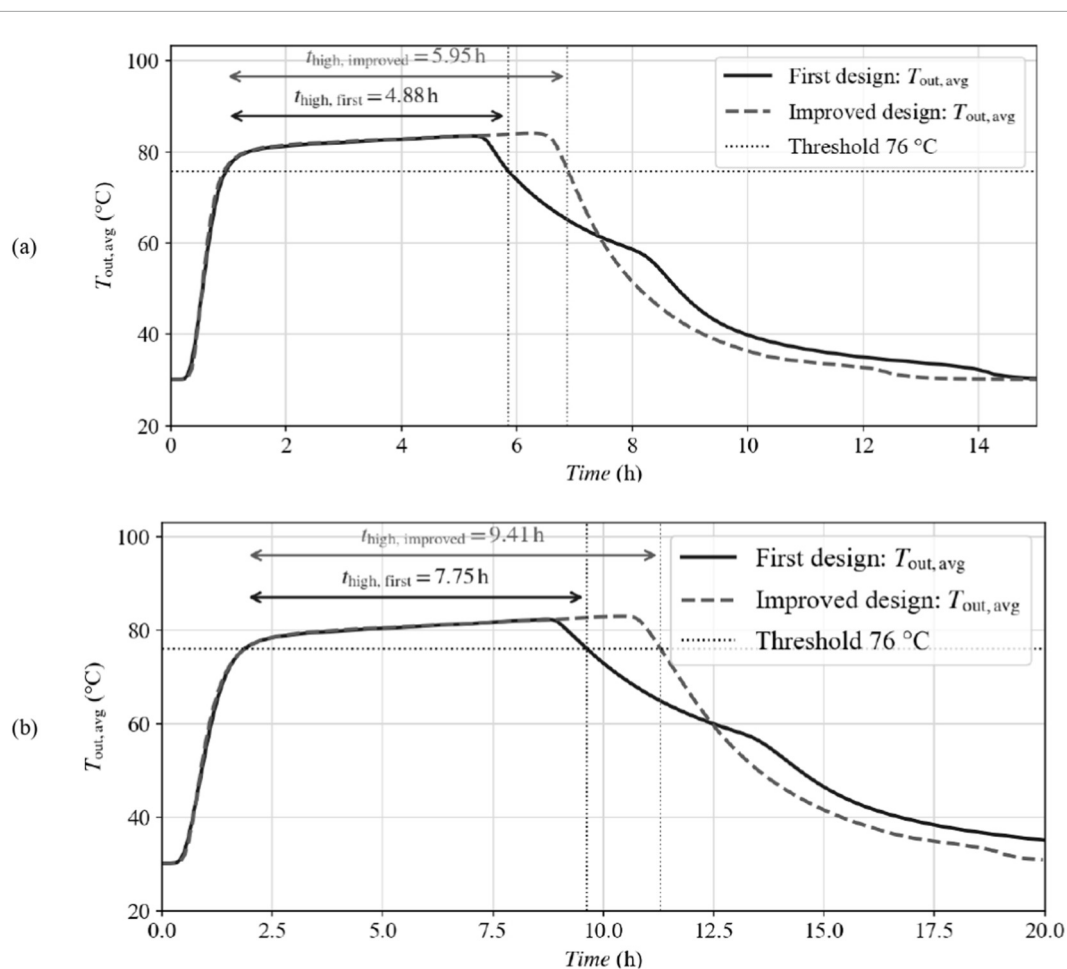 (a)
T_out,avg (°C)
100
80
60
40
20
t_high, improved = 5.95 h
t_high, first = 4.88 h
First design: T_out,avg
Improved design: T_out,avg
Threshold 76 °C
0 2 4 6 8 10 12 14
Time (h)
(b)
T_out,avg (°C)
100
80
60
40
20
t_high, improved = 9.41 h
t_high, first = 7.75 h
First design: T_out,avg
Improved design: T_out,avg
Threshold 76 °C
0.0 2.5 5.0 7.5 10.0 12.5 15.0 17.5 20.0
Time (h)